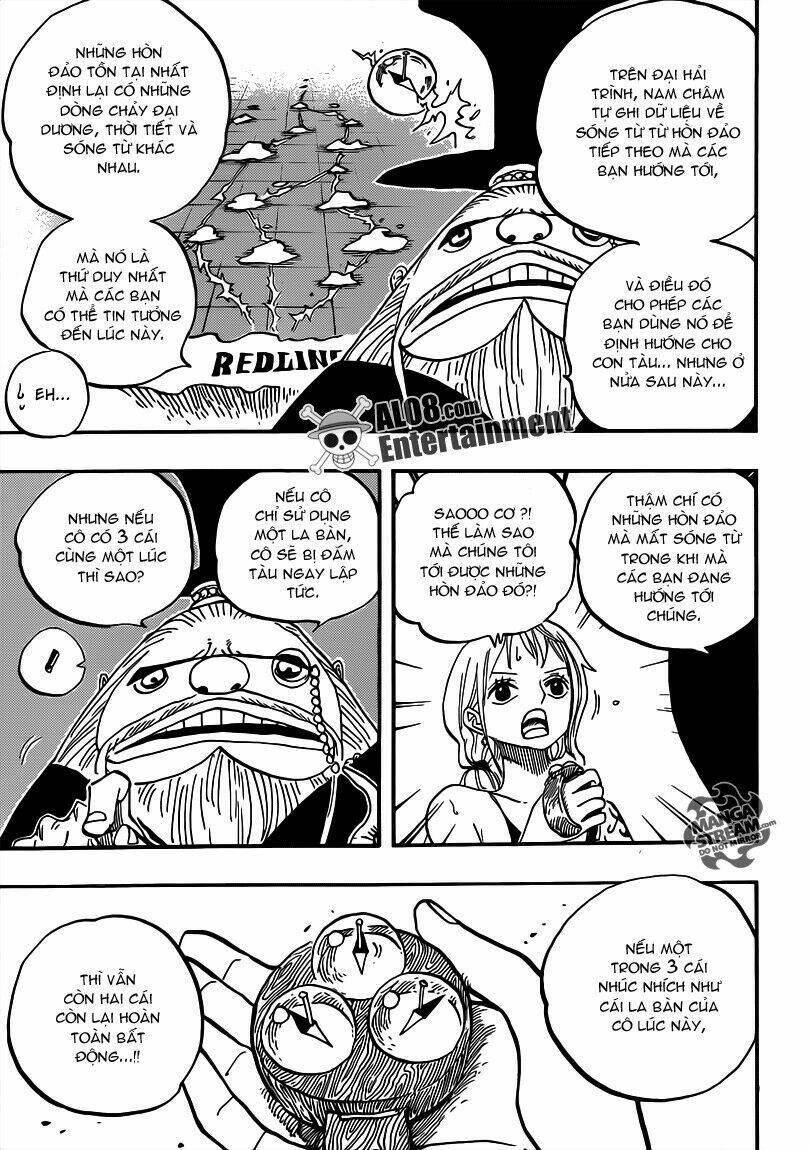 TRÊN ĐẠI HẢI
TRÌNH, NAM CHÂM
TỰ GHI DỮ LIỆU VỀ
SÓNG TỪ TỪ HÒN ĐẢO
TIẾP THEO MÀ CÁC
BẠN HƯỚNG TỚI,
VÀ ĐIỀU ĐÓ
CHO PHÉP CÁC
BẠN DÙNG NÓ ĐỂ
ĐỊNH HƯỚNG CHO
CON TÀU... NHƯNG Ở
NỬA SAU NÀY...
NHỮNG HÒN
ĐẢO TỒN TẠI NHẤT
ĐỊNH LẠI CÓ NHỮNG
DÒNG CHẢY ĐẠI
DƯƠNG, THỜI TIẾT VÀ
SÓNG TỪ KHÁC
NHAU.
MÀ NÓ LÀ
THỨ DUY NHẤT
MÀ CÁC BẠN
CÓ THỂ TIN TƯỞNG
ĐẾN LÚC NÀY.
REDLINE
EH...
AL08.com
Entertainment
THẬM CHÍ CÓ
NHỮNG HÒN ĐẢO
MÀ MẤT SÓNG TỪ
TRONG KHI MÀ
CÁC BẠN ĐANG
HƯỚNG TỚI
CHÚNG.
SAOOO CƠ ?!
THẾ LÀM SAO
MÀ CHÚNG TÔI
TỚI ĐƯỢC NHỮNG
HÒN ĐẢO ĐÓ?!
NẾU CÔ
CHỈ SỬ DỤNG
MỘT LA BÀN,
CÔ SẼ BỊ ĐẮM
TÀU NGAY LẬP
TỨC.
NHƯNG NẾU
CÔ CÓ 3 CÁI
CÙNG MỘT LÚC
THÌ SAO?
!
MANGA
STREAM.com
DO NOT MIRROR
NẾU MỘT
TRONG 3 CÁI
NHÚC NHÍCH NHƯ
CÁI LA BÀN CỦA
CÔ LÚC NÀY,
THÌ VẪN
CÒN HAI CÁI
CÒN LẠI HOÀN
TOÀN BẤT
ĐỘNG...!!